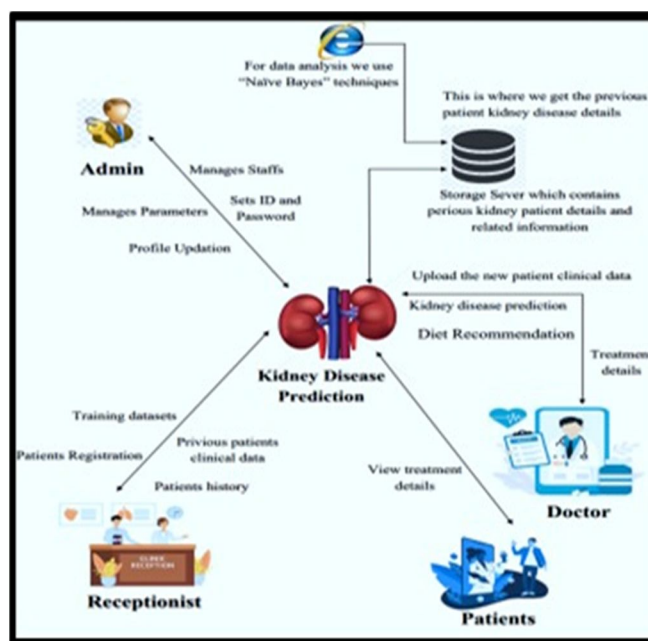 For data analysis we use
“Naïve Bayes” techniques
This is where we get the previous
patient kidney disease details
Admin
Manages Staffs
Sets ID and
Password
Manages Parameters
Profile Updation
Storage Sever which contains
perious kidney patient details and
related information
Upload the new patient clinical data
Kidney disease prediction
Diet Recommendation
Treatment
details
Kidney Disease
Prediction
Training datasets
Privious patients
clinical data
Patients Registration
Patients history
View treatment
details
Doctor
RECEPTION
Receptionist
Patients